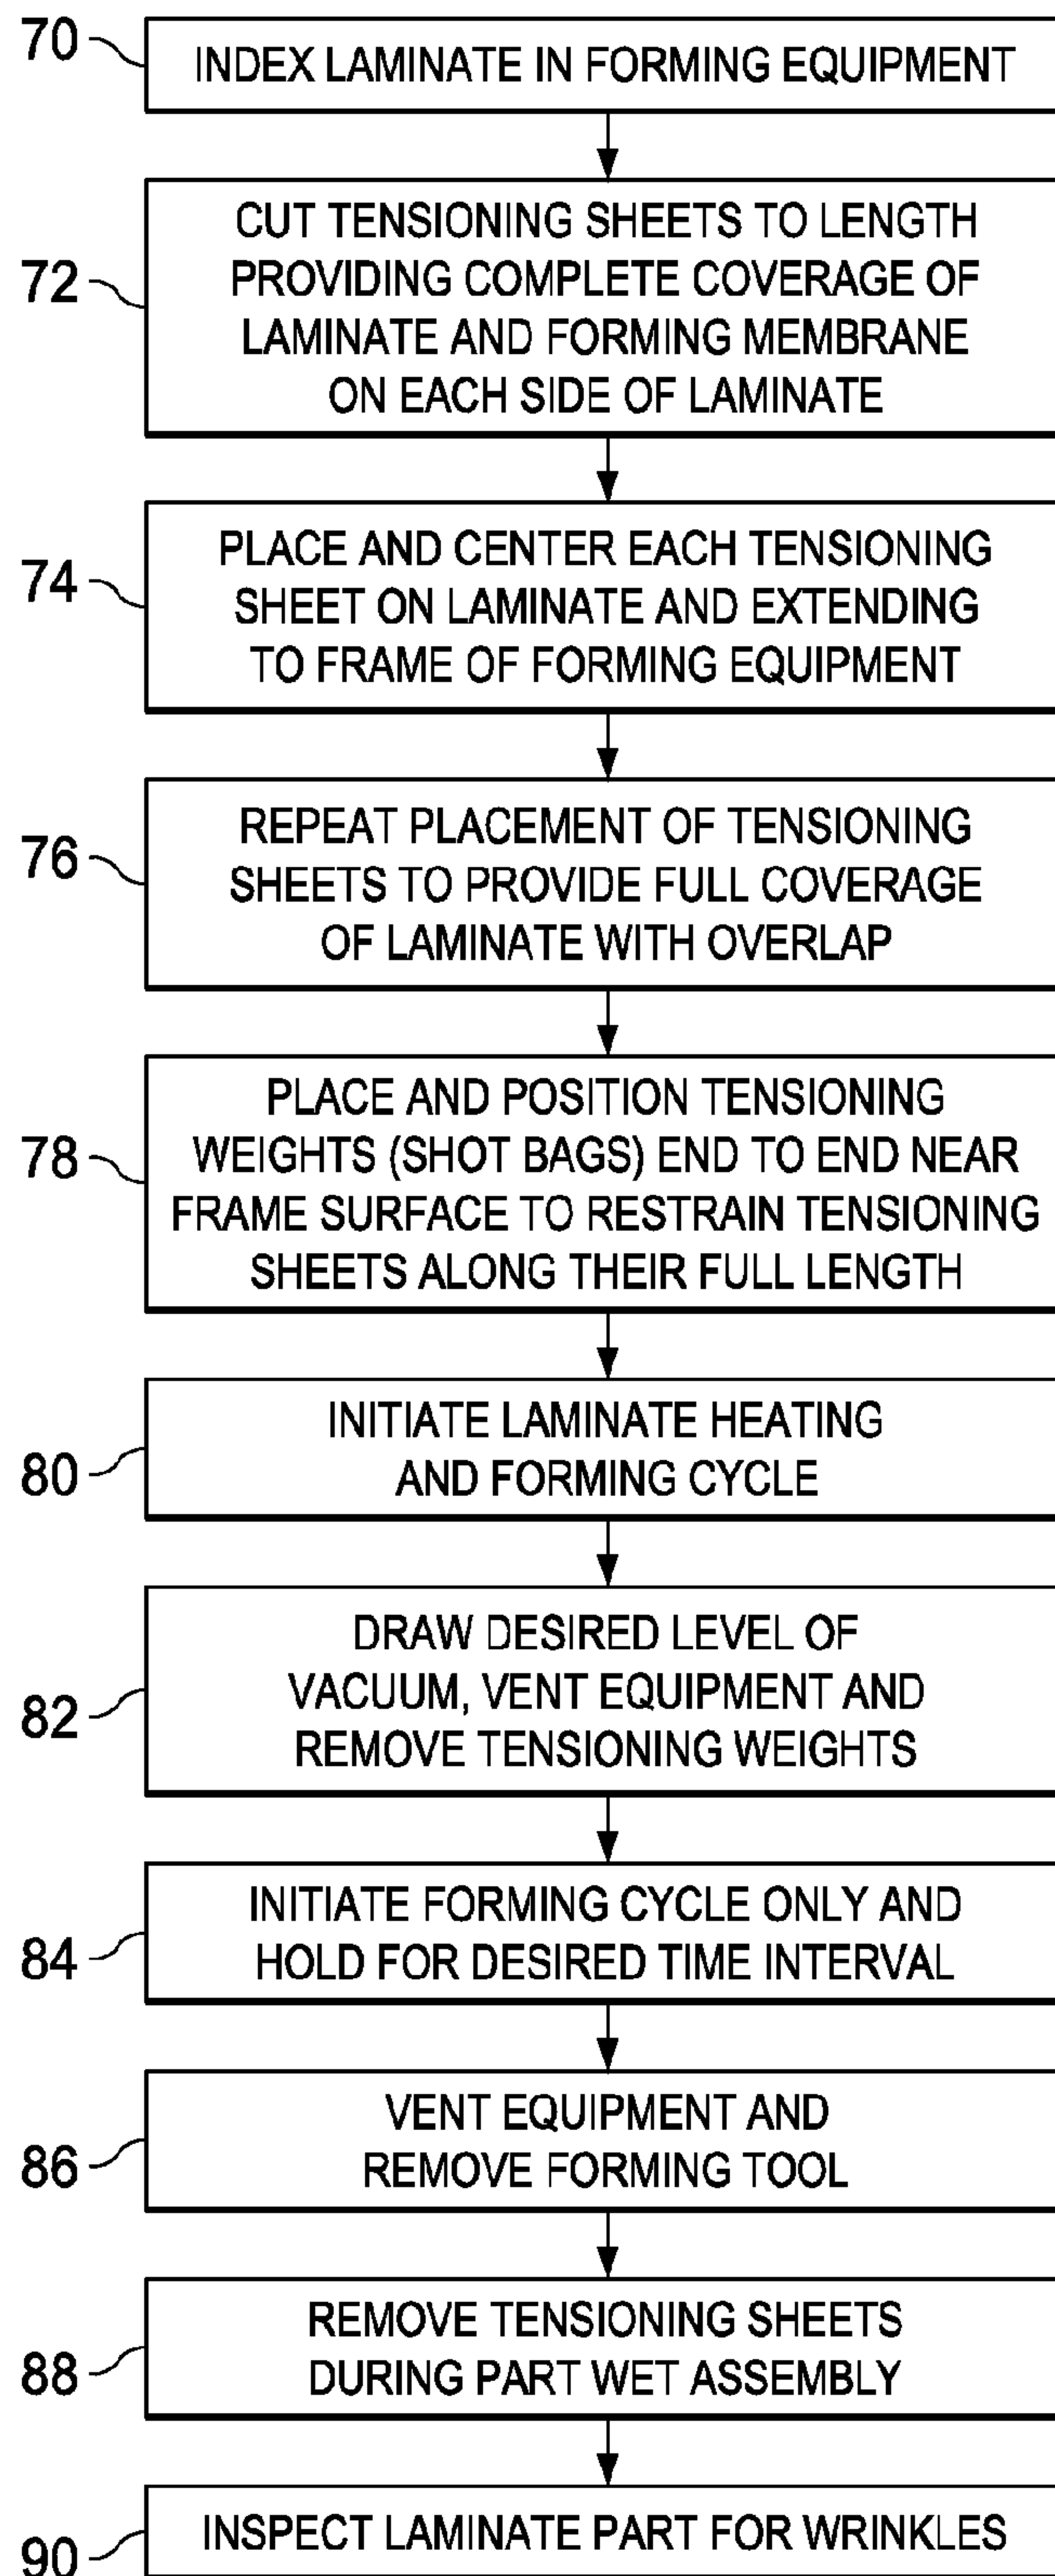 70
INDEX LAMINATE IN FORMING EQUIPMENT
72
CUT TENSIONING SHEETS TO LENGTH
PROVIDING COMPLETE COVERAGE OF
LAMINATE AND FORMING MEMBRANE
ON EACH SIDE OF LAMINATE
74
PLACE AND CENTER EACH TENSIONING
SHEET ON LAMINATE AND EXTENDING
TO FRAME OF FORMING EQUIPMENT
76
REPEAT PLACEMENT OF TENSIONING
SHEETS TO PROVIDE FULL COVERAGE
OF LAMINATE WITH OVERLAP
78
PLACE AND POSITION TENSIONING
WEIGHTS (SHOT BAGS) END TO END NEAR
FRAME SURFACE TO RESTRAIN TENSIONING
SHEETS ALONG THEIR FULL LENGTH
80
INITIATE LAMINATE HEATING
AND FORMING CYCLE
82
DRAW DESIRED LEVEL OF
VACUUM, VENT EQUIPMENT AND
REMOVE TENSIONING WEIGHTS
84
INITIATE FORMING CYCLE ONLY AND
HOLD FOR DESIRED TIME INTERVAL
86
VENT EQUIPMENT AND
REMOVE FORMING TOOL
88
REMOVE TENSIONING SHEETS
DURING PART WET ASSEMBLY
90
INSPECT LAMINATE PART FOR WRINKLES